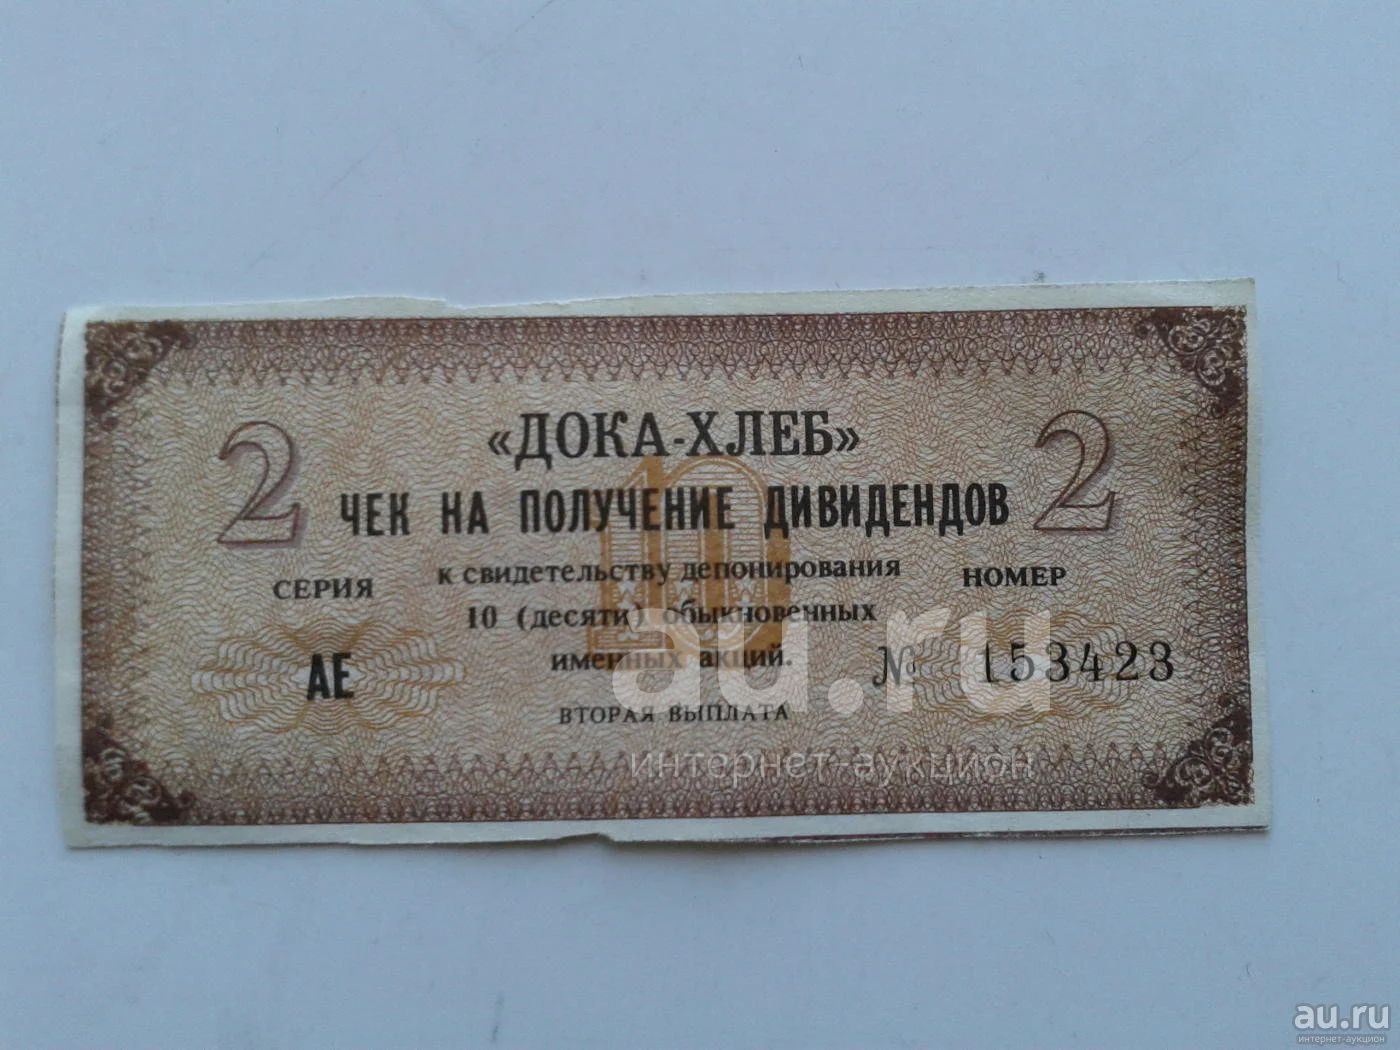 «ДОКА-ХЛЕБ»
2 ЧЕК НА ПОЛУЧЕНИЕ ДИВИДЕНДОВ 2
10
к свидетельству депонирования
10 (десяти) обыкновенных
именных акций.
ВТОРАЯ ВЫПЛАТА
СЕРИЯ
АЕ
НОМЕР
№ 153423
au.ru
интернет-аукцион
au.ru
интернет-аукцион